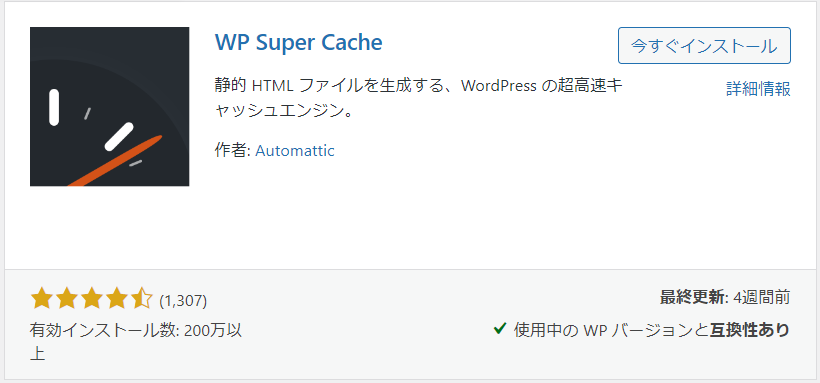 WP Super Cache
今すぐインストール
静的 HTML ファイルを生成する、WordPress の超高速キ
ャッシュエンジン。
詳細情報
作者: Automattic
(1,307)
最終更新: 4週間前
有効インストール数: 200万以
上
使用中の WP バージョンと互換性あり